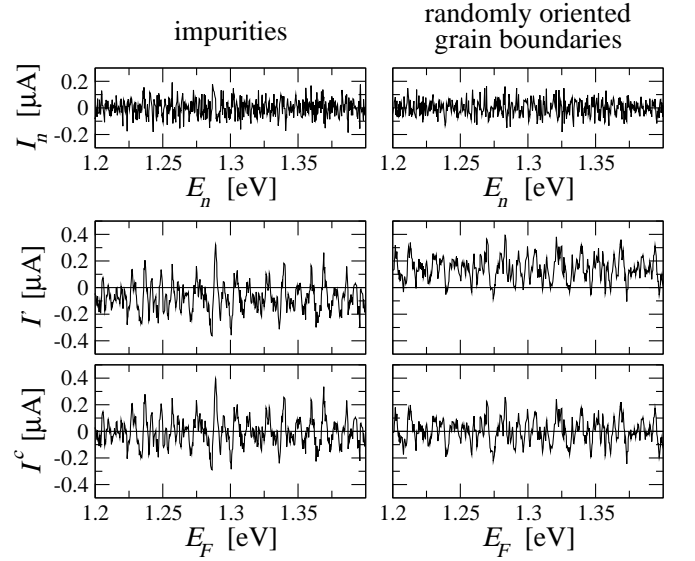 impurities
randomly oriented
grain boundaries
I_n [μA]
0.2
0
-0.2
1.2 1.25 1.3 1.35
E_n [eV]
1.2 1.25 1.3 1.35
E_n [eV]
I' [μA]
0.4
0.2
0
-0.2
-0.4
I^c [μA]
0.4
0.2
0
-0.2
-0.4
1.2 1.25 1.3 1.35
E_F [eV]
1.2 1.25 1.3 1.35
E_F [eV]